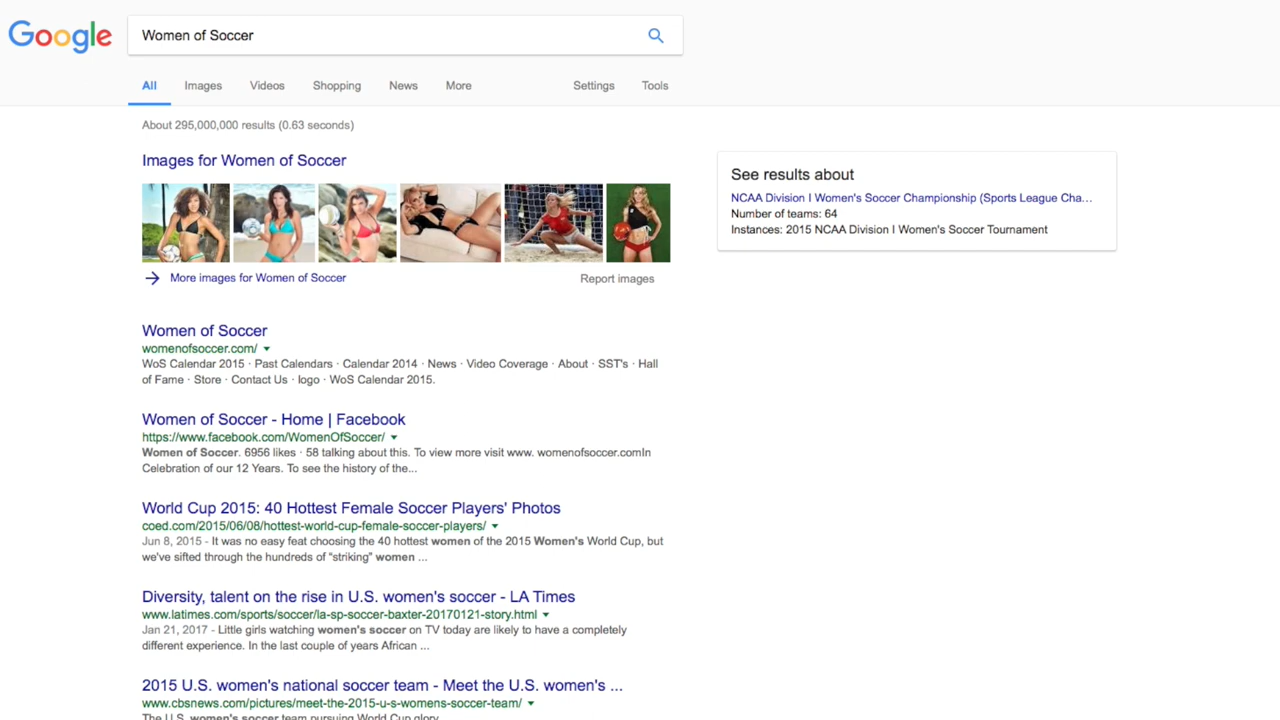 Google
Women of Soccer
All Images Videos Shopping News More Settings Tools
About 295,000,000 results (0.63 seconds)
Images for Women of Soccer
More images for Women of Soccer
Report images
See results about
NCAA Division I Women's Soccer Championship (Sports League Cha...
Number of teams: 64
Instances: 2015 NCAA Division I Women's Soccer Tournament
Women of Soccer
womenofsoccer.com/
WoS Calendar 2015 · Past Calendars · Calendar 2014 · News · Video Coverage · About · SST's · Hall
of Fame · Store · Contact Us · logo · WoS Calendar 2015.
Women of Soccer - Home | Facebook
https://www.facebook.com/WomenOfSoccer/
Women of Soccer. 6956 likes · 58 talking about this. To view more visit www. womenofsoccer.comIn
Celebration of our 12 Years. To see the history of the...
World Cup 2015: 40 Hottest Female Soccer Players' Photos
coed.com/2015/06/08/hottest-world-cup-female-soccer-players/
Jun 8, 2015 - It was no easy feat choosing the 40 hottest women of the 2015 Women's World Cup, but
we've sifted through the hundreds of "striking" women ...
Diversity, talent on the rise in U.S. women's soccer - LA Times
www.latimes.com/sports/soccer/la-sp-soccer-baxter-20170121-story.html
Jan 21, 2017 - Little girls watching women's soccer on TV today are likely to have a completely
different experience. In the last couple of years African ...
2015 U.S. women's national soccer team - Meet the U.S. women's ...
www.cbsnews.com/pictures/meet-the-2015-u-s-womens-soccer-team/
The U.S. women's soccer team pursuing World Cup glory